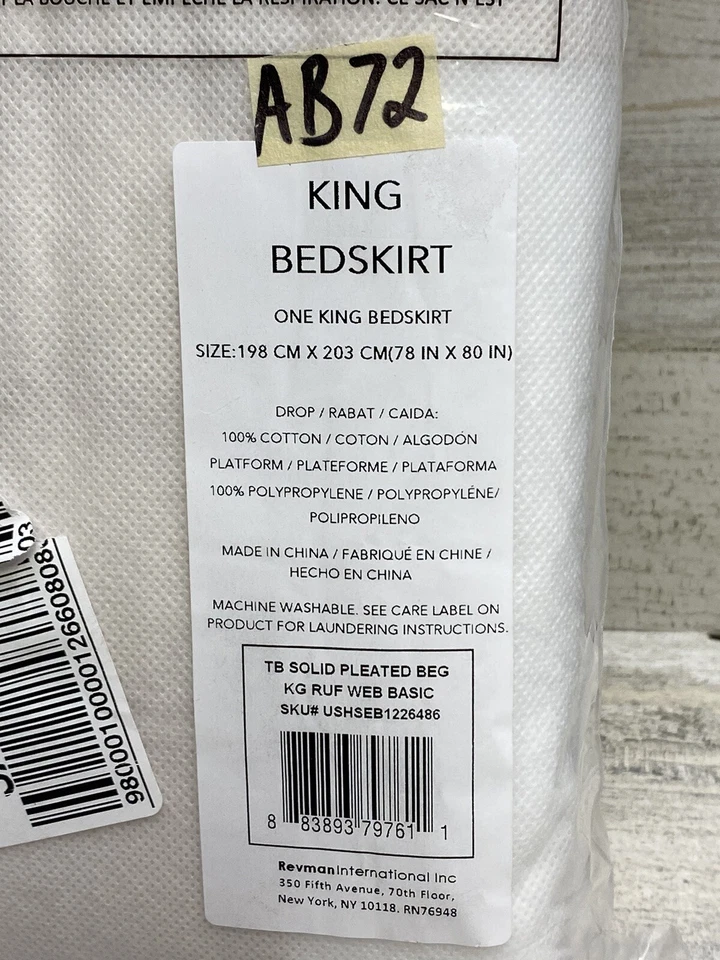 LA BOUCHE ET EMPÊCHE LA RESPIRATION. CE SAC N'EST
AB72
KING
BEDSKIRT
ONE KING BEDSKIRT
SIZE:198 CM X 203 CM(78 IN X 80 IN)
DROP / RABAT / CAIDA:
100% COTTON / COTON / ALGODÓN
PLATFORM / PLATEFORME / PLATAFORMA
100% POLYPROPYLENE / POLYPROPYLÉNE/
POLIPROPILENO
MADE IN CHINA / FABRIQUÉ EN CHINE /
HECHO EN CHINA
MACHINE WASHABLE. SEE CARE LABEL ON
PRODUCT FOR LAUNDERING INSTRUCTIONS.
TB SOLID PLEATED BEG
KG RUF WEB BASIC
SKU# USHSEB1226486
8 83893 79761 1
RevmanInternational Inc
350 Fifth Avenue, 70th Floor,
New York, NY 10118. RN76948
03